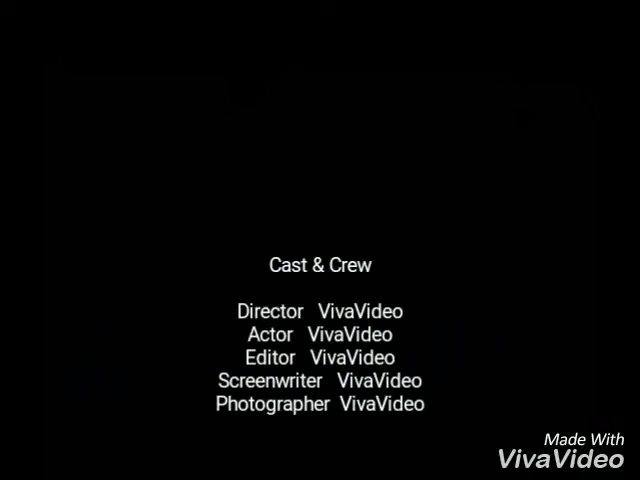 Cast & Crew
Director VivaVideo
Actor VivaVideo
Editor VivaVideo
Screenwriter VivaVideo
Photographer VivaVideo
Made With
VivaVideo